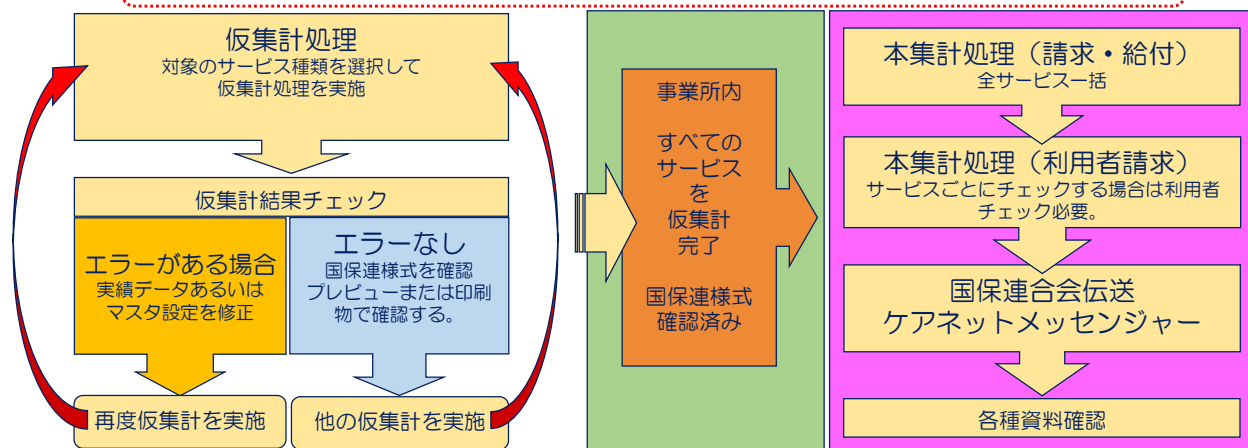 仮集計処理
対象のサービス種類を選択して
仮集計処理を実施
仮集計結果チェック
エラーがある場合
実績データあるいは
マスタ設定を修正
エラーなし
国保連様式を確認
プレビューまたは印刷
物で確認する。
再度仮集計を実施
他の仮集計を実施
事業所内
すべての
サービス
を
仮集計
完了
国保連様式
確認済み
本集計処理(請求・給付)
全サービス一括
本集計処理(利用者請求)
サービスごとにチェックする場合は利用者
チェック必要。
国保連合会伝送
ケアネットメッセンジャー
各種資料確認